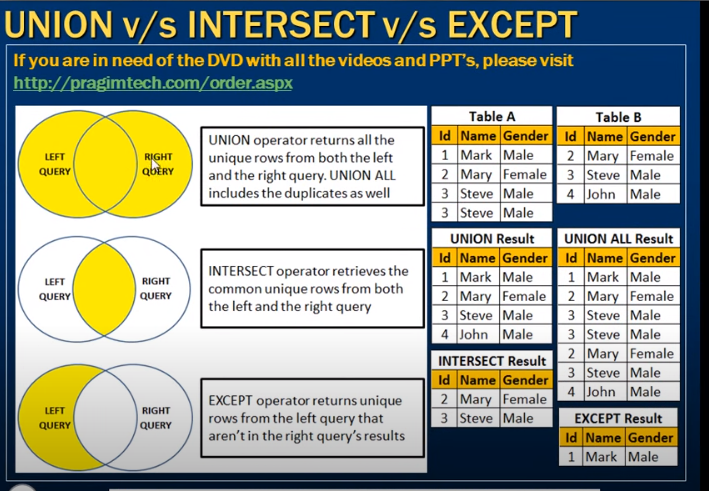 UNION v/s INTERSECT v/s EXCEPT
If you are in need of the DVD with all the videos and PPT's, please visit
http://pragimtech.com/order.aspx
LEFT
QUERY
RIGHT
QUERY
UNION operator returns all the
unique rows from both the left
and the right query. UNION ALL
includes the duplicates as well
LEFT
QUERY
RIGHT
QUERY
INTERSECT operator retrieves the
common unique rows from both
the left and the right query
LEFT
QUERY
RIGHT
QUERY
EXCEPT operator returns unique
rows from the left query that
aren't in the right query's results
Table A
Id Name Gender
1 Mark Male
2 Mary Female
3 Steve Male
3 Steve Male
Table B
Id Name Gender
2 Mary Female
3 Steve Male
4 John Male
UNION Result
Id Name Gender
1 Mark Male
2 Mary Female
3 Steve Male
4 John Male
UNION ALL Result
Id Name Gender
1 Mark Male
2 Mary Female
3 Steve Male
3 Steve Male
2 Mary Female
3 Steve Male
4 John Male
INTERSECT Result
Id Name Gender
2 Mary Female
3 Steve Male
EXCEPT Result
Id Name Gender
1 Mark Male